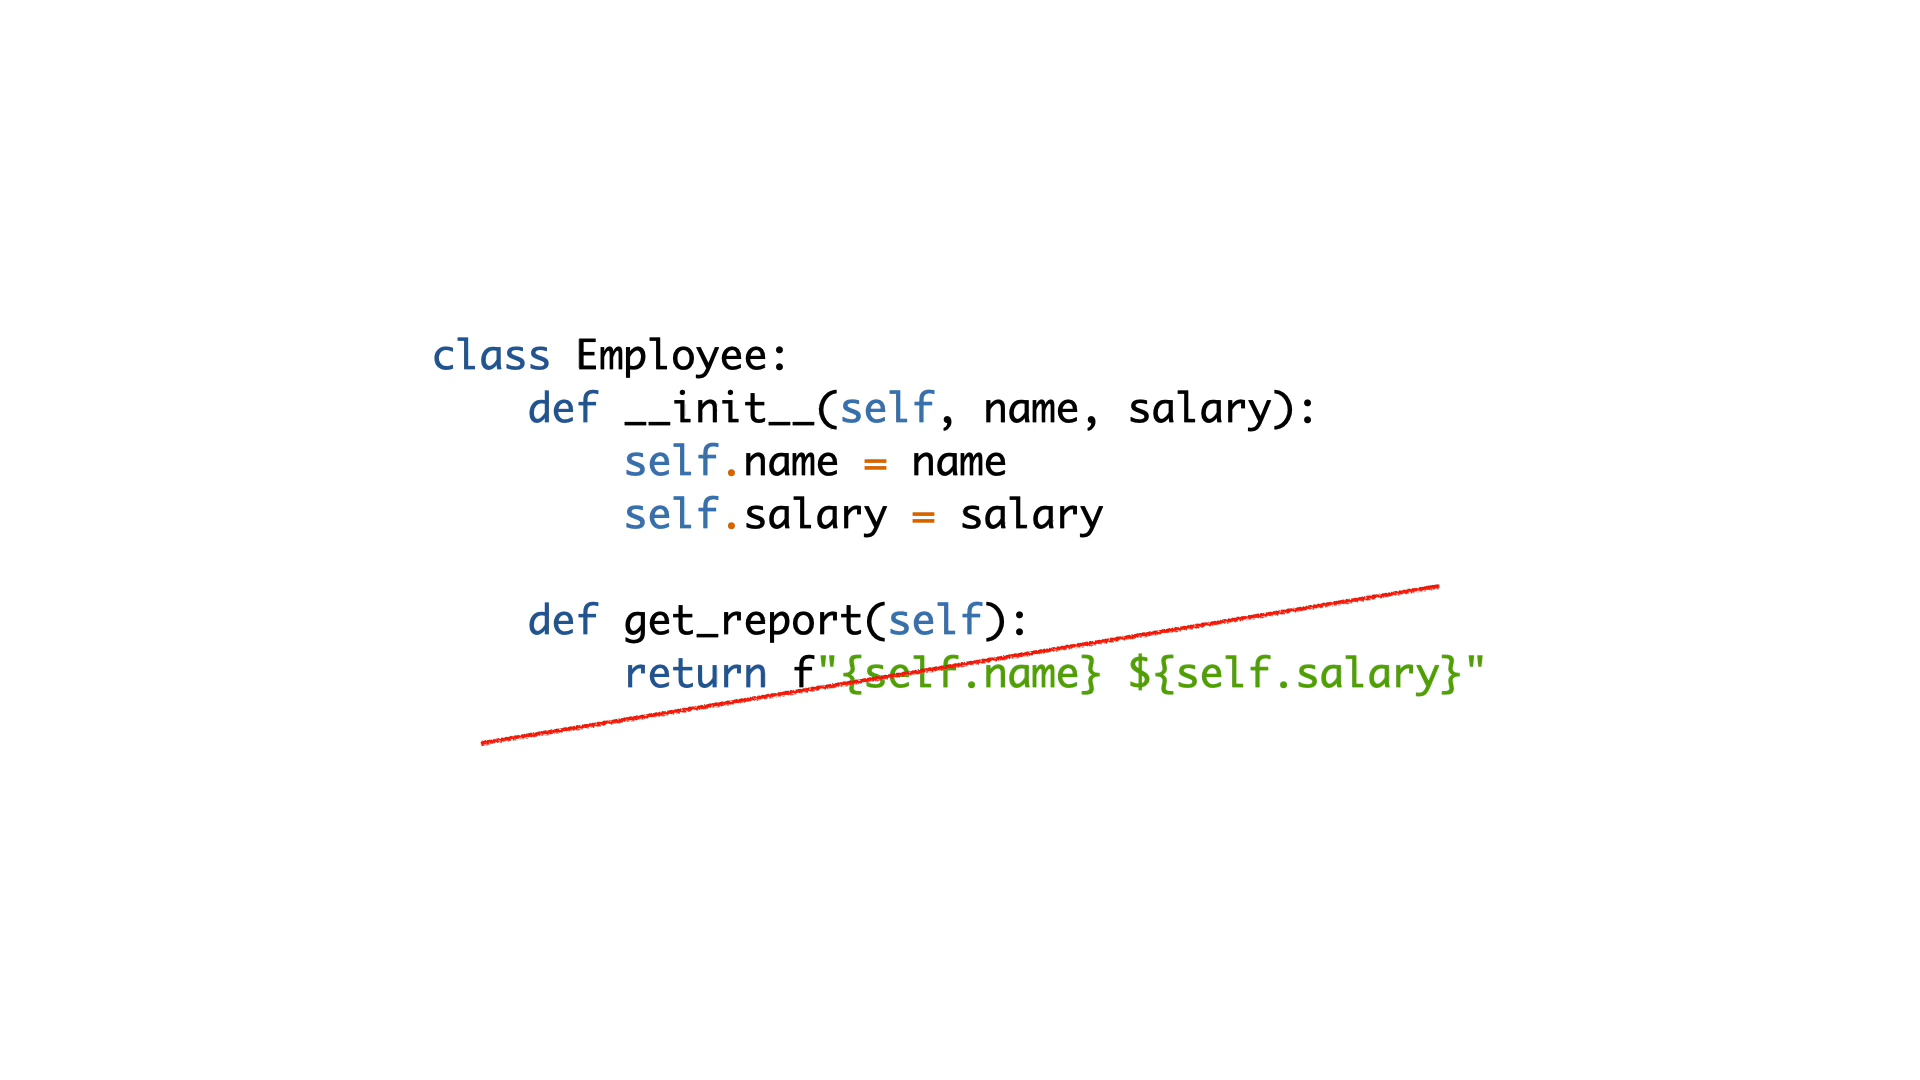 class Employee:
    def __init__(self, name, salary):
        self.name = name
        self.salary = salary

    def get_report(self):
        return f"{self.name} ${self.salary}"